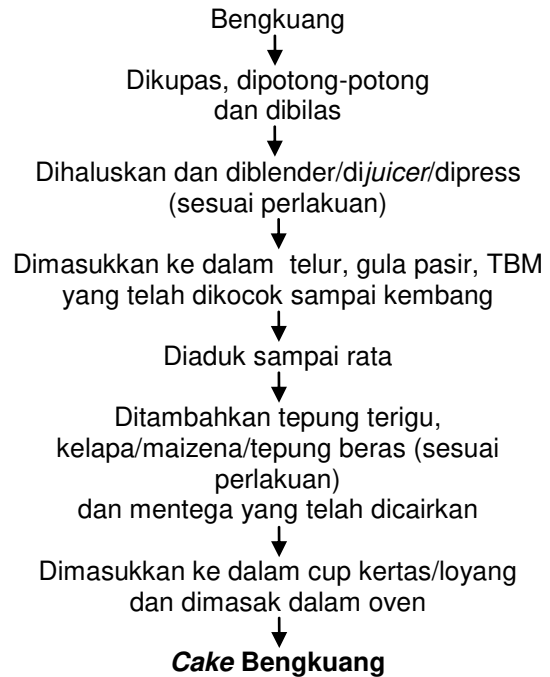 Bengkuang
Dikupas, dipotong-potong
dan dibilas
Dihaluskan dan diblender/dijuicer/dipress
(sesuai perlakuan)
Dimasukkan ke dalam telur, gula pasir, TBM
yang telah dikocok sampai kembang
Diaduk sampai rata
Ditambahkan tepung terigu,
kelapa/maizena/tepung beras (sesuai
perlakuan)
dan mentega yang telah dicairkan
Dimasukkan ke dalam cup kertas/loyang
dan dimasak dalam oven
Cake Bengkuang